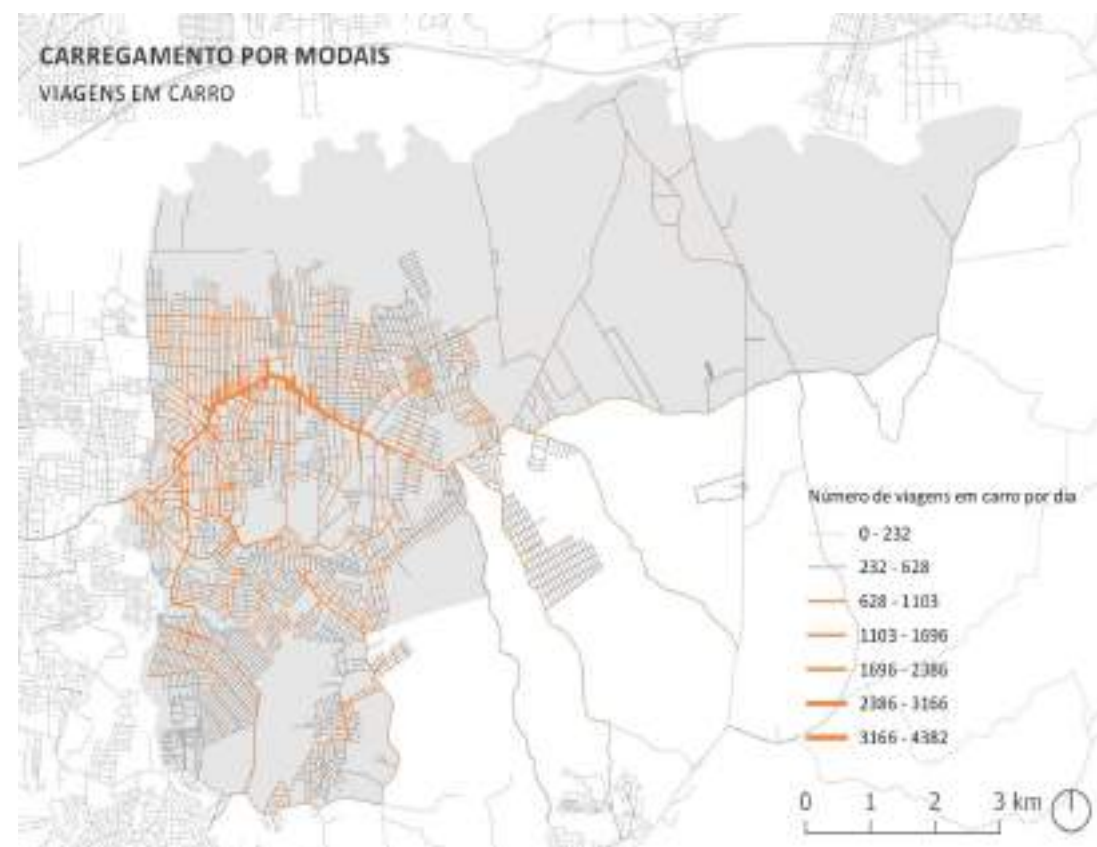 CARREGAMENTO POR MODAIS
VIAGENS EM CARRO
Número de viagens em carro por dia
0 - 232
232 - 628
628 - 1103
1103 - 1696
1696 - 2386
2386 - 3166
3166 - 4382
0 1 2 3 km